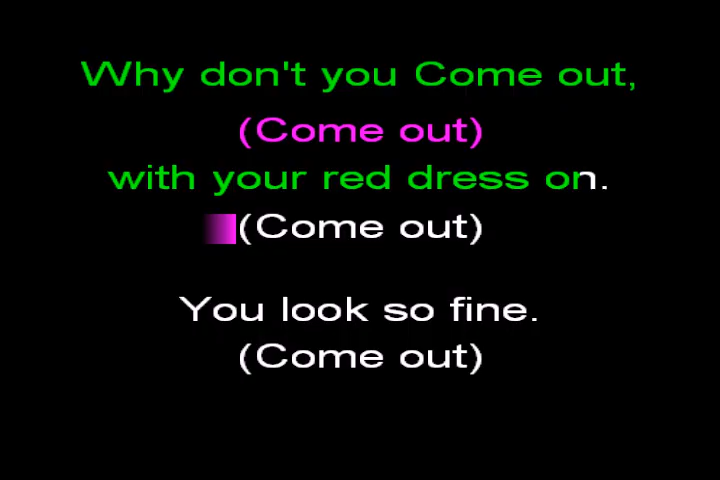 Why don't you Come out,
(Come out)
with your red dress on.
(Come out)
You look so fine.
(Come out)